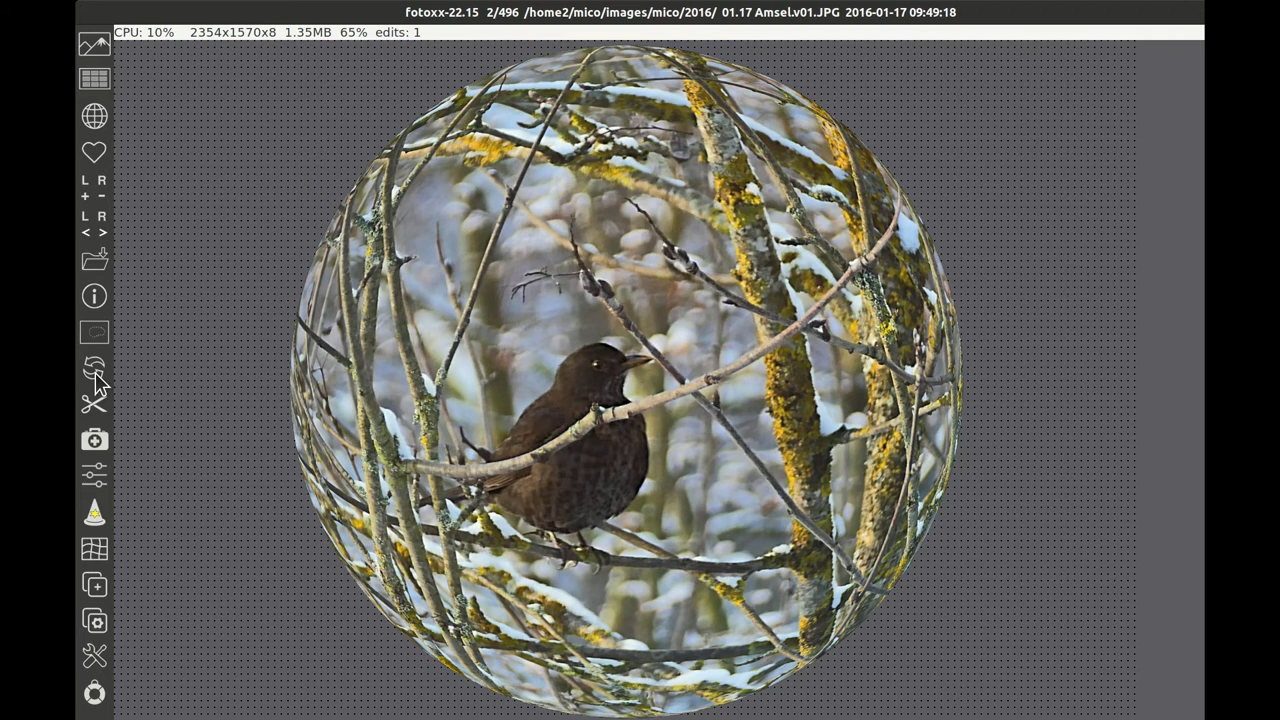 fotoxx-22.15 2/496 /home2/mico/images/mico/2016/ 01.17 Amsel.v01.JPG 2016-01-17 09:49:18
CPU: 10% 2354x1570x8 1.35MB 65% edits: 1
L R
+ -
L R
< >